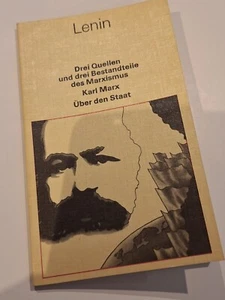 Lenin
Drei Quellen
und drei Bestandteile
des Marxismus
Karl Marx
Über den Staat